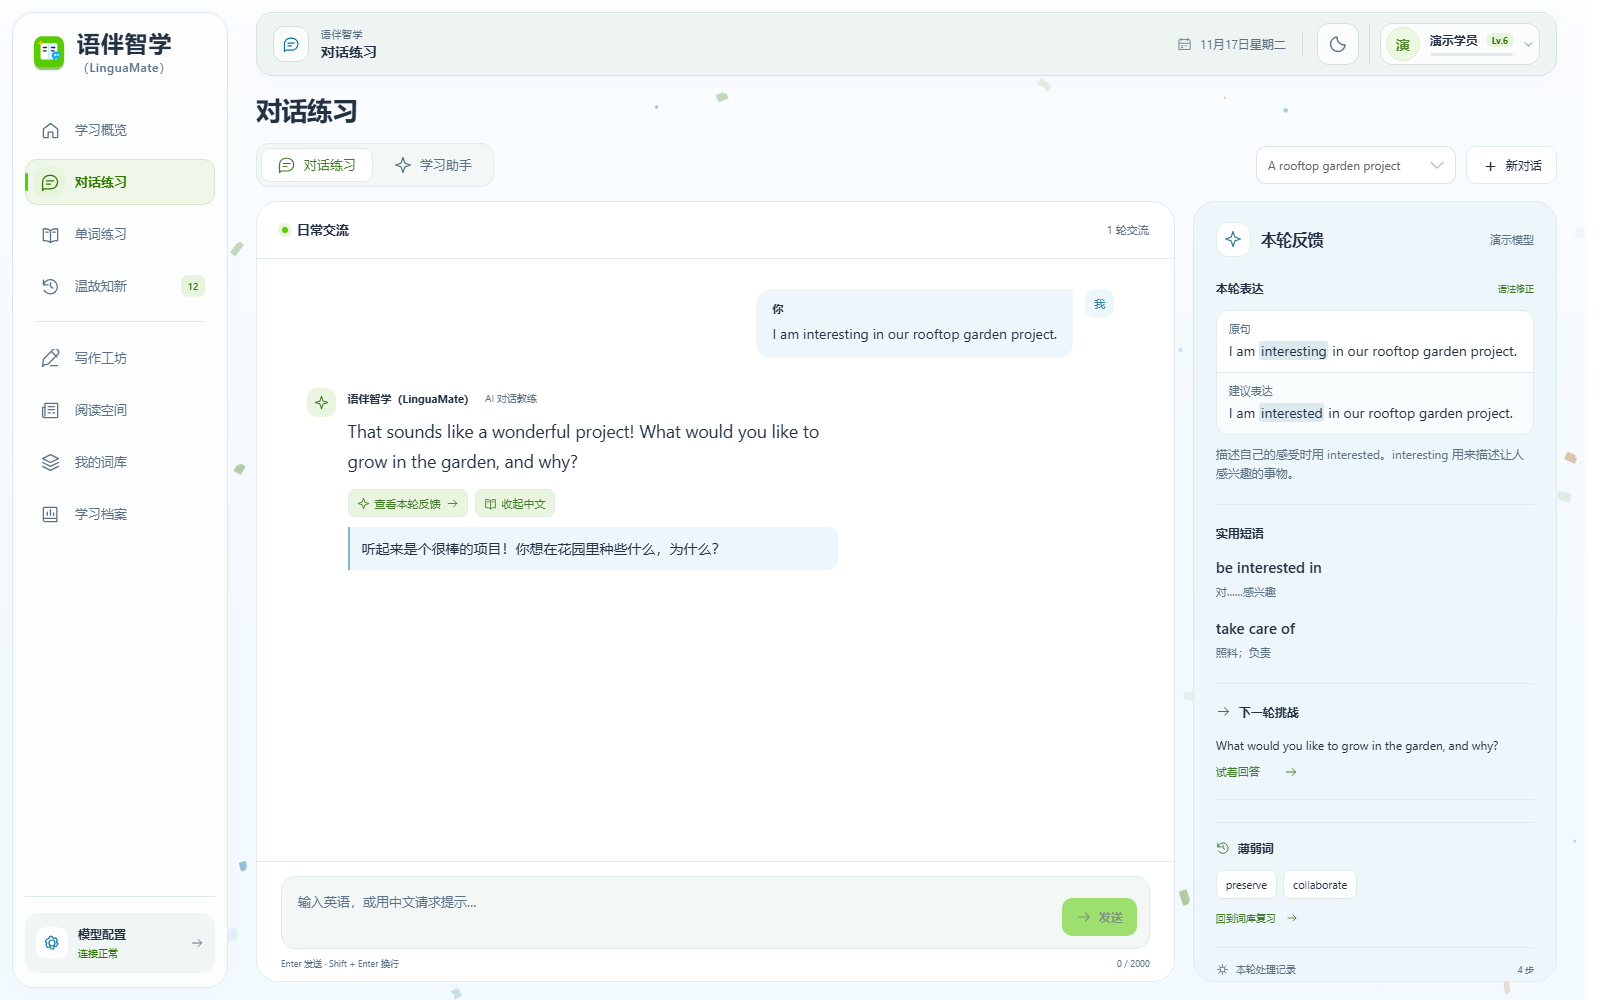 语伴智学
（LinguaMate）
学习概览
对话练习
单词练习
温故知新
12
写作工坊
阅读空间
我的词库
学习档案
模型配置
连接正常
语伴智学
对话练习
11月17日星期二
演
演示学员
Lv.6
对话练习
对话练习
学习助手
A rooftop garden project
新对话
日常交流
1 轮交流
你
I am interesting in our rooftop garden project.
我
语伴智学（LinguaMate）
AI 对话教练
That sounds like a wonderful project! What would you like to
grow in the garden, and why?
查看本轮反馈
收起中文
听起来是个很棒的项目！你想在花园里种些什么，为什么？
输入英语，或用中文请求提示...
发送
Enter 发送 · Shift + Enter 换行
0 / 2000
本轮反馈
演示模型
本轮表达
语法修正
原句
I am interesting in our rooftop garden project.
建议表达
I am interested in our rooftop garden project.
描述自己的感受时用 interested。interesting 用来描述让人
感兴趣的事物。
实用短语
be interested in
对……感兴趣
take care of
照料；负责
下一轮挑战
What would you like to grow in the garden, and why?
试着回答
薄弱词
preserve
collaborate
回到词库复习
本轮处理记录
4 步